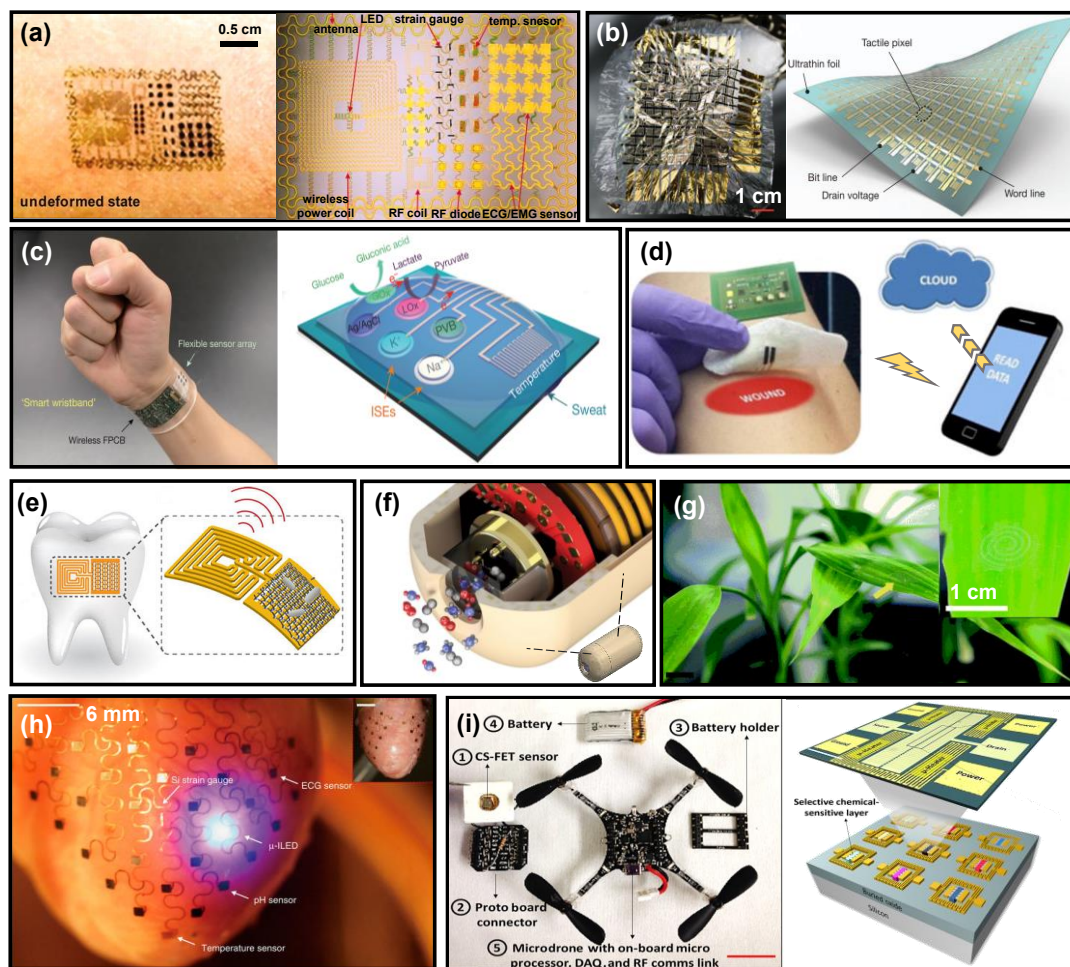 (a)
0.5 cm
undeformed state
LED
strain gauge
temp. snesor
antenna
wireless
power coil
RF coil
RF diode
ECG/EMG sensor
(b)
1 cm
Tactile pixel
Ultrathin foil
Bit line
Drain voltage
Word line
(c)
Flexible sensor array
'Smart wristband'
Wireless FPCB
Gluconic acid
Glucose
Lactate
Pyruvate
e⁻
LOx
Ag/AgCl
K⁺
PVB
Na⁺
Temperature
ISEs
Sweat
(d)
WOUND
CLOUD
READ
DATA
(e)
(f)
(g)
1 cm
(h)
6 mm
Si strain gauge
ECG sensor
μ-ILED
pH sensor
Temperature sensor
(i)
④ Battery
③ Battery holder
① CS-FET sensor
② Proto board
connector
⑤ Microdrone with on-board micro
processor, DAQ, and RF comms link
Power
Drain
Power
Selective chemical-
sensitive layer
Silicon